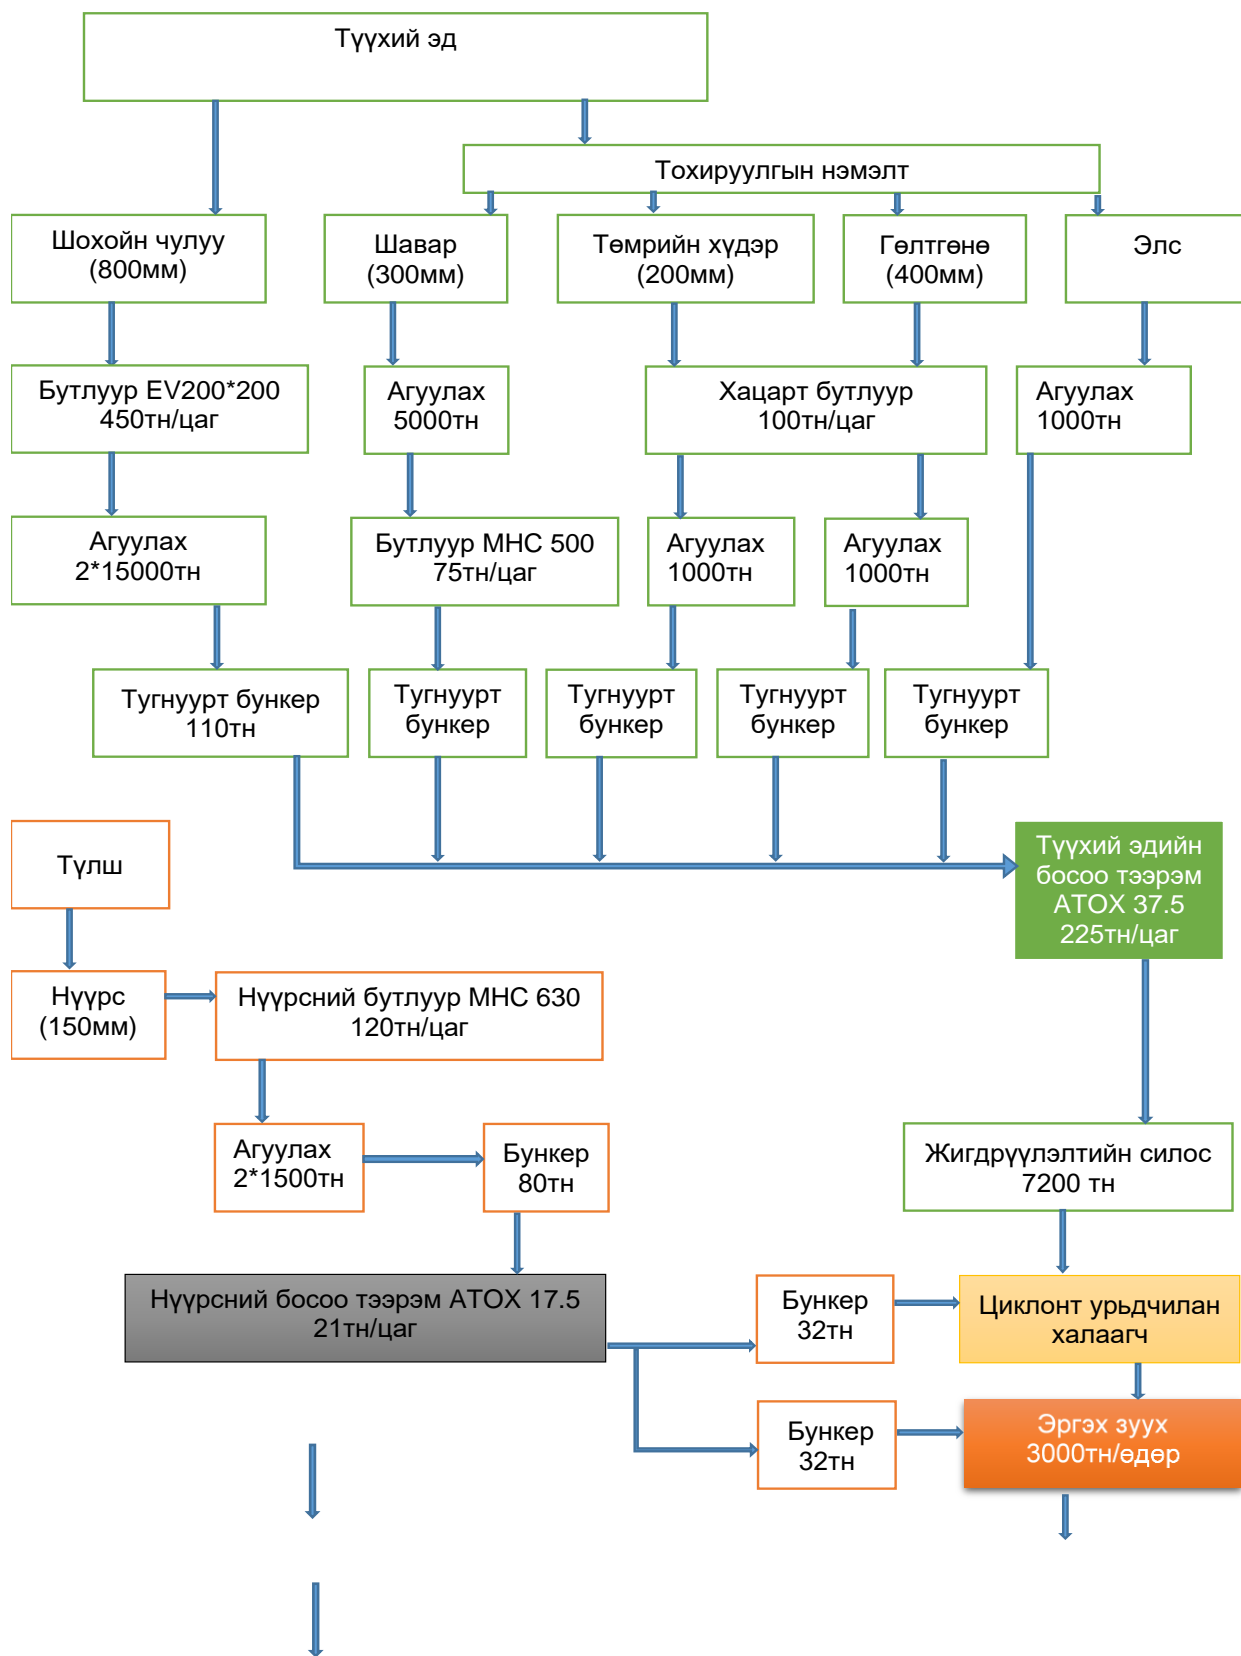 Түүхий эд
Тохируулгын нэмэлт
Шохойн чулуу
(800мм)
Шавар
(300мм)
Төмрийн хүдэр
(200мм)
Гөлтгөнө
(400мм)
Элс
Бутлуур EV200*200
450тн/цаг
Агуулах
5000тн
Хацарт бутлуур
100тн/цаг
Агуулах
1000тн
Агуулах
2*15000тн
Бутлуур МНС 500
75тн/цаг
Агуулах
1000тн
Агуулах
1000тн
Тугнуурт бункер
110тн
Тугнуурт
бункер
Тугнуурт
бункер
Тугнуурт
бункер
Тугнуурт
бункер
Түүхий эдийн
босоо тээрэм
АТОХ 37.5
225тн/цаг
Түлш
Нүүрс
(150мм)
Нүүрсний бутлуур МНС 630
120тн/цаг
Агуулах
2*1500тн
Бункер
80тн
Жигдрүүлэлтийн силос
7200 тн
Нүүрсний босоо тээрэм АТОХ 17.5
21тн/цаг
Бункер
32тн
Циклонт урьдчилан
халаагч
Бункер
32тн
Эргэх зуух
3000тн/өдөр